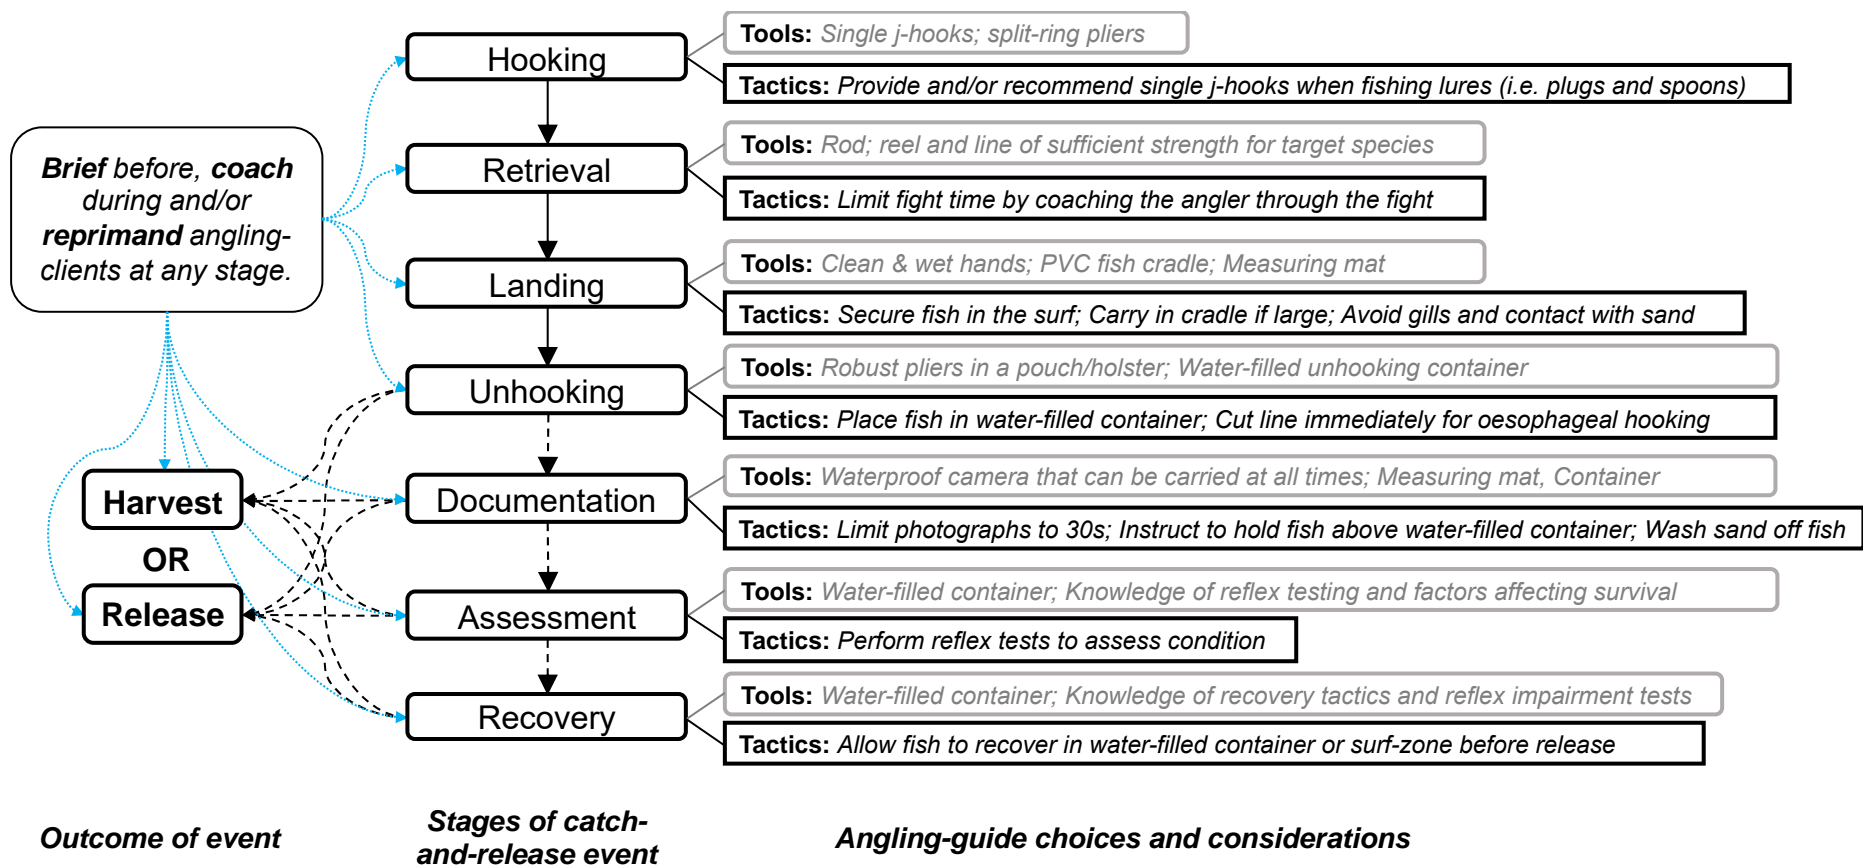 Hooking
Tools: Single j-hooks; split-ring pliers
Tactics: Provide and/or recommend single j-hooks when fishing lures (i.e. plugs and spoons)
Brief before, coach
during and/or
reprimand angling-
clients at any stage.
Retrieval
Tools: Rod; reel and line of sufficient strength for target species
Tactics: Limit fight time by coaching the angler through the fight
Landing
Tools: Clean & wet hands; PVC fish cradle; Measuring mat
Tactics: Secure fish in the surf; Carry in cradle if large; Avoid gills and contact with sand
Unhooking
Tools: Robust pliers in a pouch/holster; Water-filled unhooking container
Tactics: Place fish in water-filled container; Cut line immediately for oesophageal hooking
Harvest
OR
Release
Documentation
Tools: Waterproof camera that can be carried at all times; Measuring mat, Container
Tactics: Limit photographs to 30s; Instruct to hold fish above water-filled container; Wash sand off fish
Assessment
Tools: Water-filled container; Knowledge of reflex testing and factors affecting survival
Tactics: Perform reflex tests to assess condition
Recovery
Tools: Water-filled container; Knowledge of recovery tactics and reflex impairment tests
Tactics: Allow fish to recover in water-filled container or surf-zone before release
Outcome of event
Stages of catch-
and-release event
Angling-guide choices and considerations